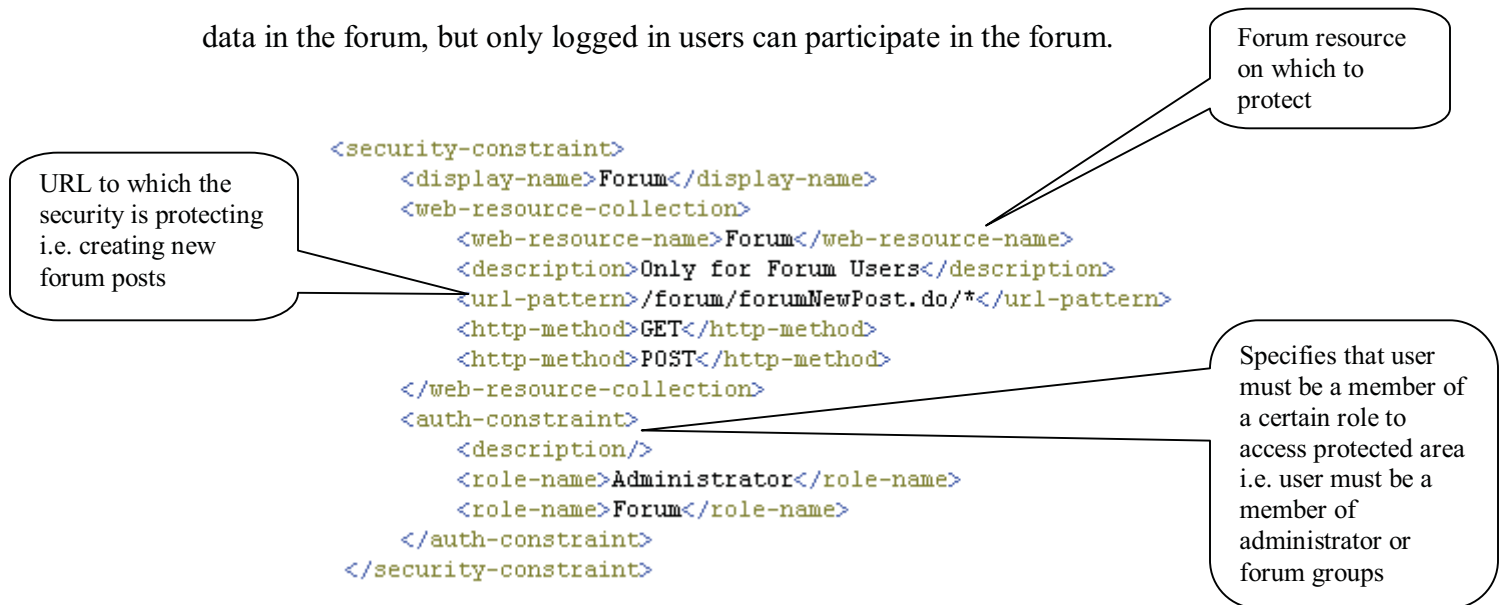 data in the forum, but only logged in users can participate in the forum.
Forum resource
on which to
protect
URL to which the
security is protecting
i.e. creating new
forum posts
<security-constraint>
<display-name>Forum</display-name>
<web-resource-collection>
<web-resource-name>Forum</web-resource-name>
<description>Only for Forum Users</description>
<url-pattern>/forum/forumNewPost.do/*</url-pattern>
<http-method>GET</http-method>
<http-method>POST</http-method>
</web-resource-collection>
<auth-constraint>
<description/>
<role-name>Administrator</role-name>
<role-name>Forum</role-name>
</auth-constraint>
</security-constraint>
Specifies that user
must be a member of
a certain role to
access protected area
i.e. user must be a
member of
administrator or
forum groups